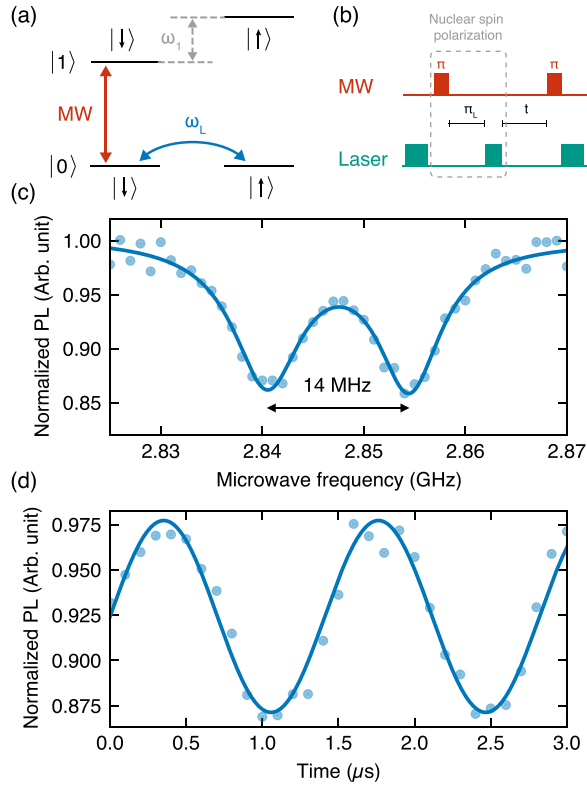 (a)
|↓⟩
ω₁
|↑⟩
|1⟩
MW
ω_L
|0⟩
|↓⟩
|↑⟩
(b)
Nuclear spin
polarization
π
π
MW
π_L
t
Laser
(c)
Normalized PL (Arb. unit)
1.00
0.95
0.90
0.85
14 MHz
2.83
2.84
2.85
2.86
2.87
Microwave frequency (GHz)
(d)
Normalized PL (Arb. unit)
0.975
0.950
0.925
0.900
0.875
0.0
0.5
1.0
1.5
2.0
2.5
3.0
Time (μs)